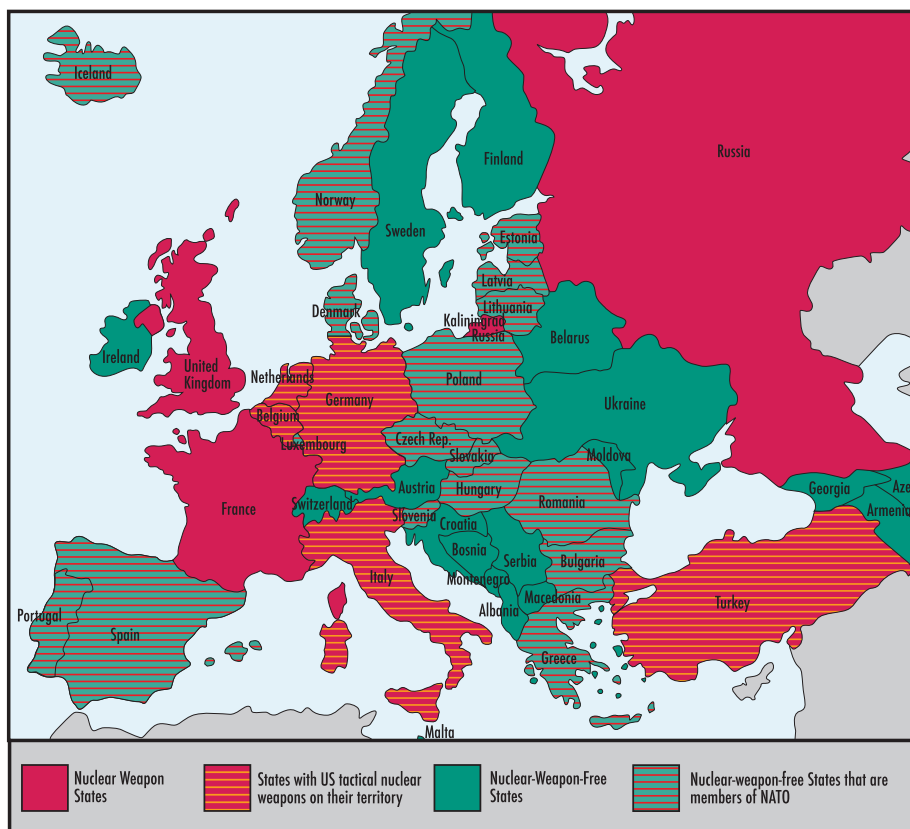 Iceland
Russia
Finland
Norway
Sweden
Estonia
Latvia
Denmark
Lithuania
Kaliningrad
Russia
Ireland
Belarus
United
Kingdom
Netherlands
Poland
Germany
Ukraine
Belgium
Luxembourg
Czech Rep.
Slovakia
Moldova
Austria
Hungary
Georgia
Aze
Switzerland
Romania
France
Armenia
Slovenia
Croatia
Bosnia
Serbia
Bulgaria
Italy
Montenegro
Macedonia
Turkey
Albania
Portugal
Spain
Greece
Malta
Nuclear Weapon
States
States with US tactical nuclear
weapons on their territory
Nuclear-Weapon-Free
States
Nuclear-weapon-free States that are
members of NATO